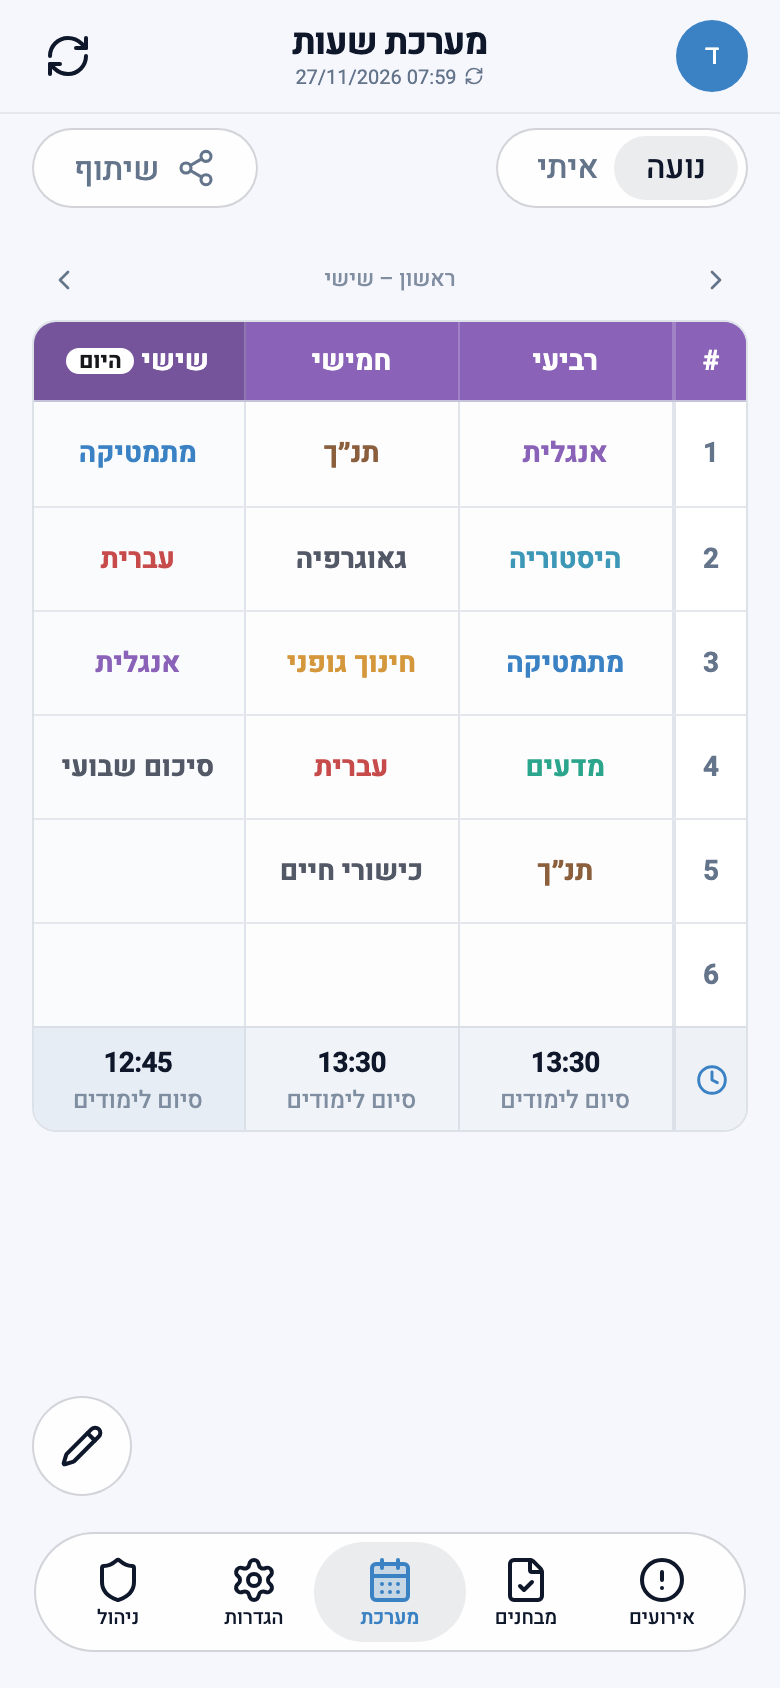 ד
מערכת שעות
27/11/2026 07:59
נועה איתי
שיתוף
ראשון – שישי
# רביעי חמישי שישי היום
1 אנגלית תנ״ך מתמטיקה
2 היסטוריה גאוגרפיה עברית
3 מתמטיקה חינוך גופני אנגלית
4 מדעים עברית סיכום שבועי
5 תנ״ך כישורי חיים
6
13:30 13:30 12:45
סיום לימודים סיום לימודים סיום לימודים
אירועים מבחנים מערכת הגדרות ניהול